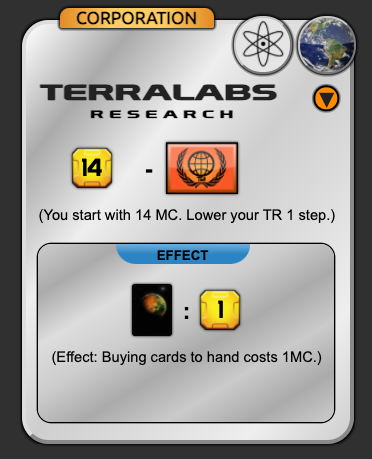 CORPORATION
TERRALABS
RESEARCH
14 -
(You start with 14 MC. Lower your TR 1 step.)
EFFECT
: 1
(Effect: Buying cards to hand costs 1MC.)